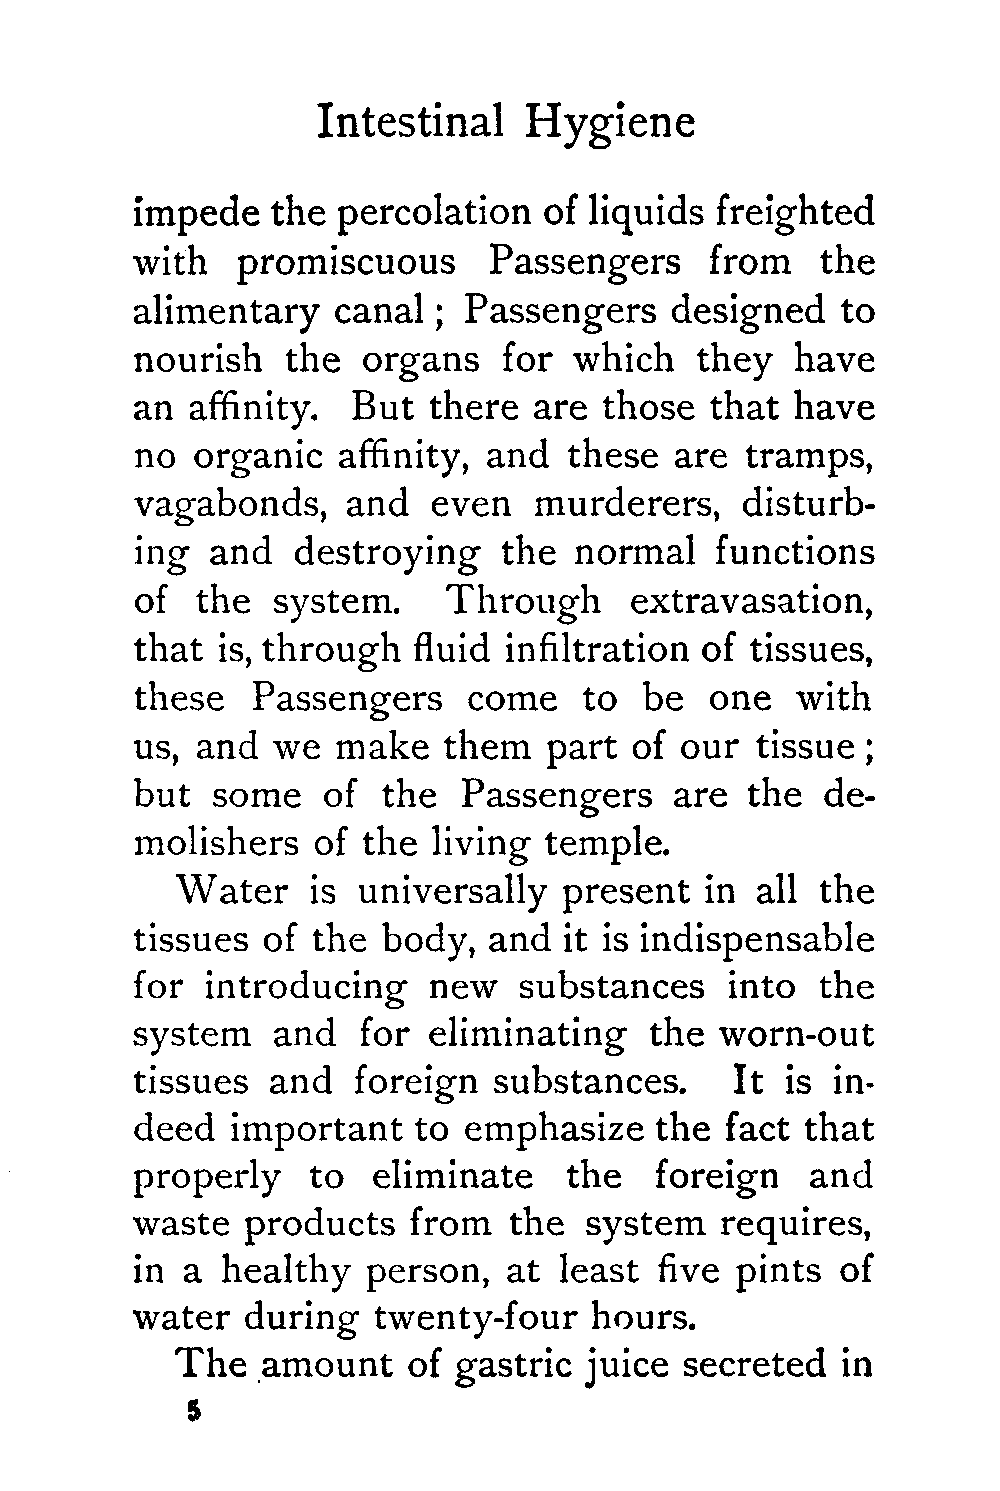 Intestinal Hygiene
impede the percolation of liquids freighted
with promiscuous Passengers from the
alimentary canal ; Passengers designed to
nourish the organs for which they have
an affinity. But there are those that have
no organic affinity, and these are tramps,
vagabonds, and even murderers, disturb-
ing and destroying the normal functions
of the system. Through extravasation,
that is, through fluid infiltration of tissues,
these Passengers come to be one with
us, and we make them part of our tissue ;
but some of the Passengers are the de-
molishers of the living temple.
Water is universally present in all the
tissues of the body, and it is indispensable
for introducing new substances into the
system and for eliminating the worn-out
tissues and foreign substances. It is in-
deed important to emphasize the fact that
properly to eliminate the foreign and
waste products from the system requires,
in a healthy person, at least five pints of
water during twenty-four hours.
The amount of gastric juice secreted in
5